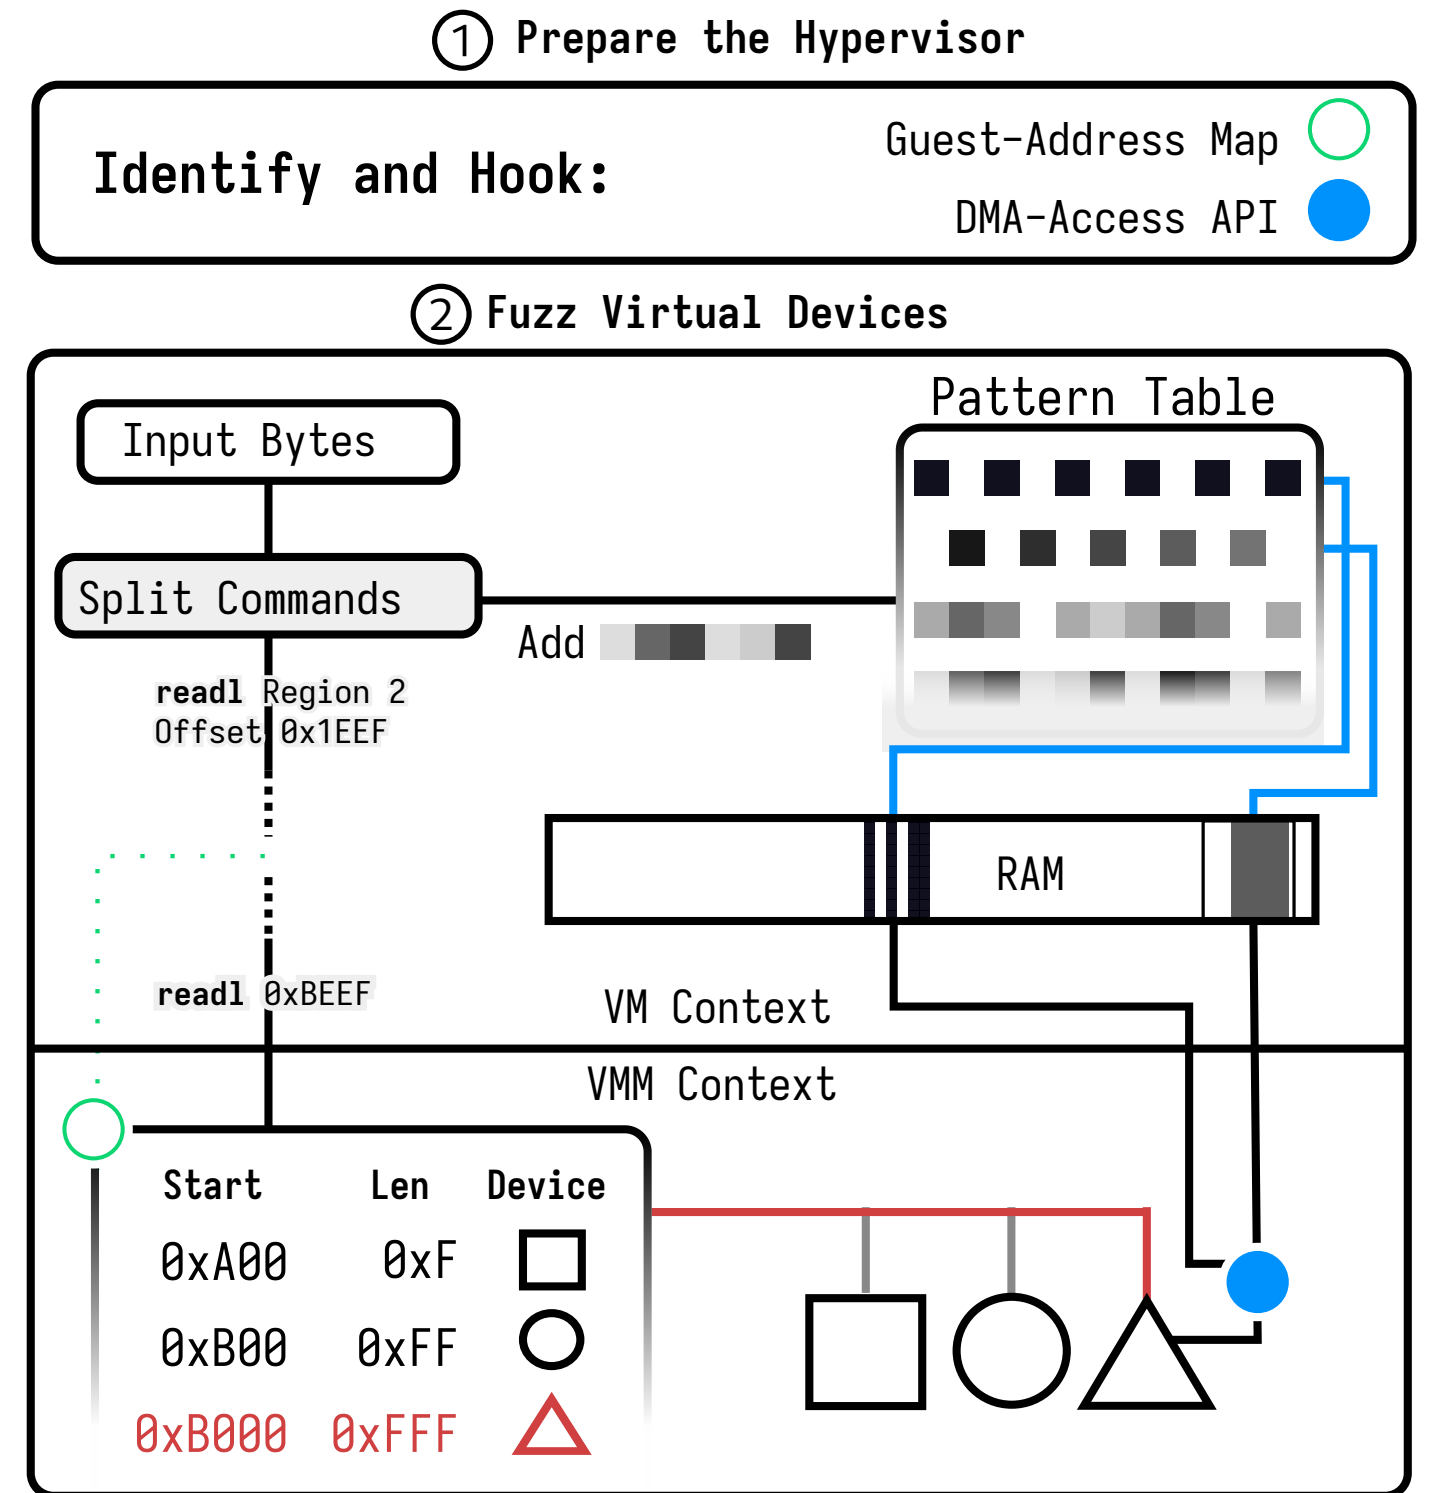 1 Prepare the Hypervisor
Identify and Hook:
Guest-Address Map
DMA-Access API
2 Fuzz Virtual Devices
Input Bytes
Pattern Table
Split Commands
Add
readl Region 2
Offset 0x1EEF
RAM
readl 0xBEEF
VM Context
VMM Context
Start Len Device
0xA00 0xF
0xB00 0xFF
0xB000 0xFFF